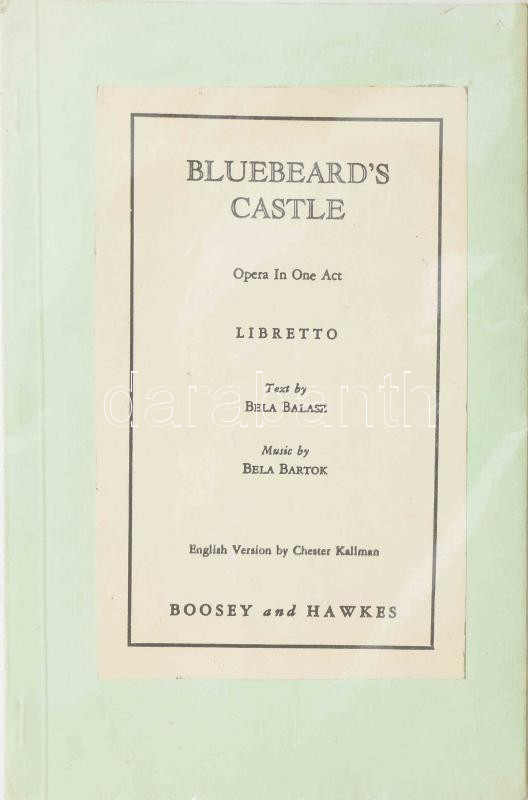 BLUEBEARD'S
CASTLE
Opera In One Act
LIBRETTO
Text by
BELA BALASZ
Music by
BELA BARTOK
English Version by Chester Kallman
BOOSEY and HAWKES
darabanth